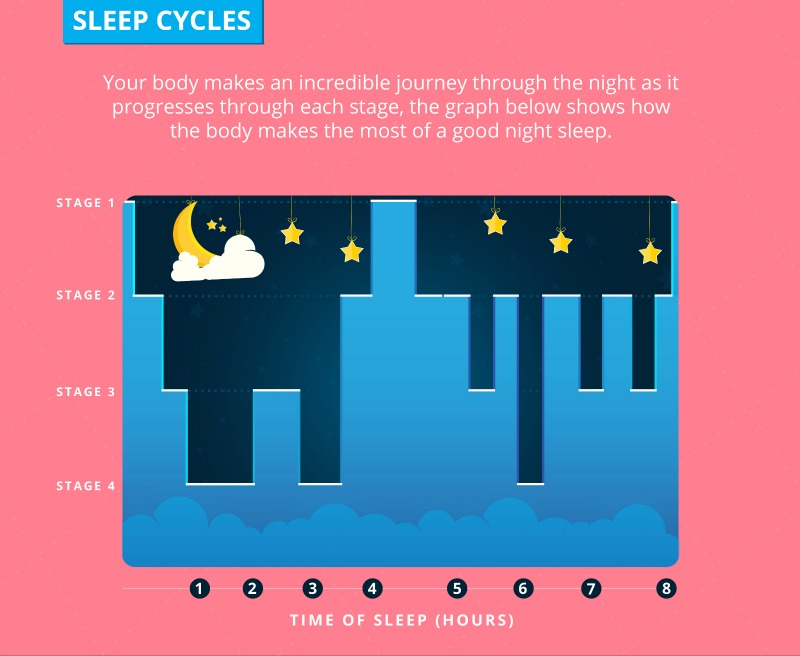 SLEEP CYCLES
Your body makes an incredible journey through the night as it
progresses through each stage, the graph below shows how
the body makes the most of a good night sleep.
STAGE 1
STAGE 2
STAGE 3
STAGE 4
1 2 3 4 5 6 7 8
TIME OF SLEEP (HOURS)